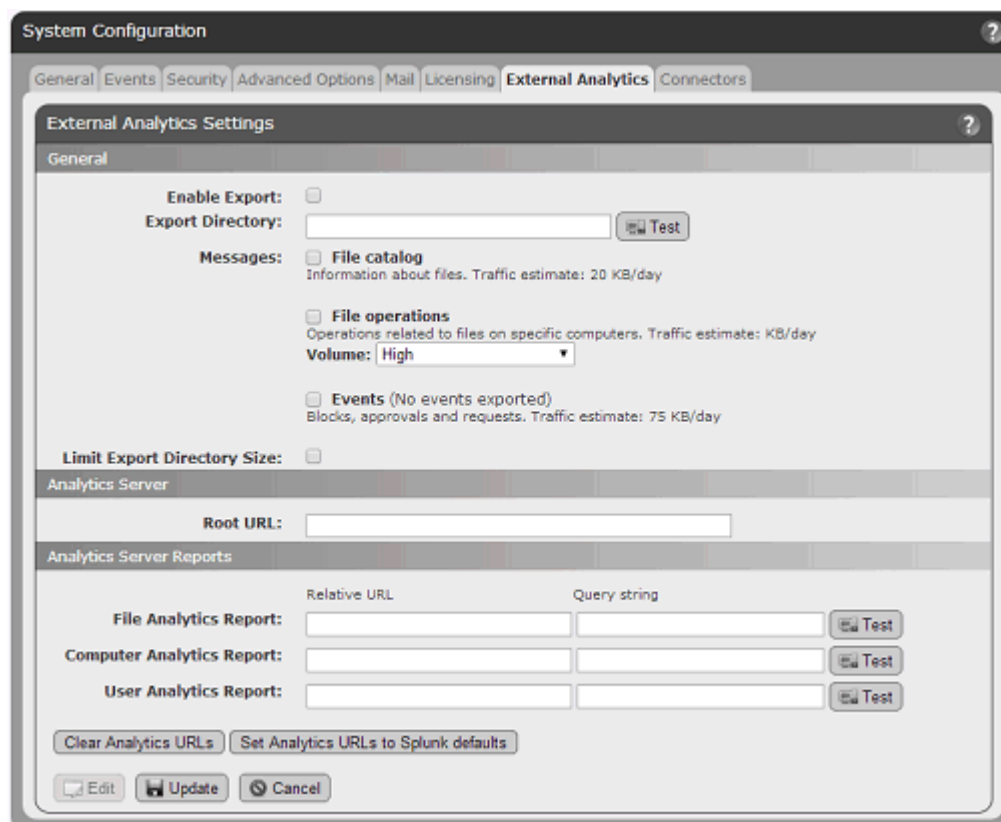 System Configuration
?
General Events Security Advanced Options Mail Licensing External Analytics Connectors
External Analytics Settings
?
General
Enable Export:
Export Directory: Test
Messages: File catalog
Information about files. Traffic estimate: 20 KB/day
File operations
Operations related to files on specific computers. Traffic estimate: KB/day
Volume: High
Events (No events exported)
Blocks, approvals and requests. Traffic estimate: 75 KB/day
Limit Export Directory Size:
Analytics Server
Root URL:
Analytics Server Reports
Relative URL Query string
File Analytics Report: Test
Computer Analytics Report: Test
User Analytics Report: Test
Clear Analytics URLs Set Analytics URLs to Splunk defaults
Edit Update Cancel